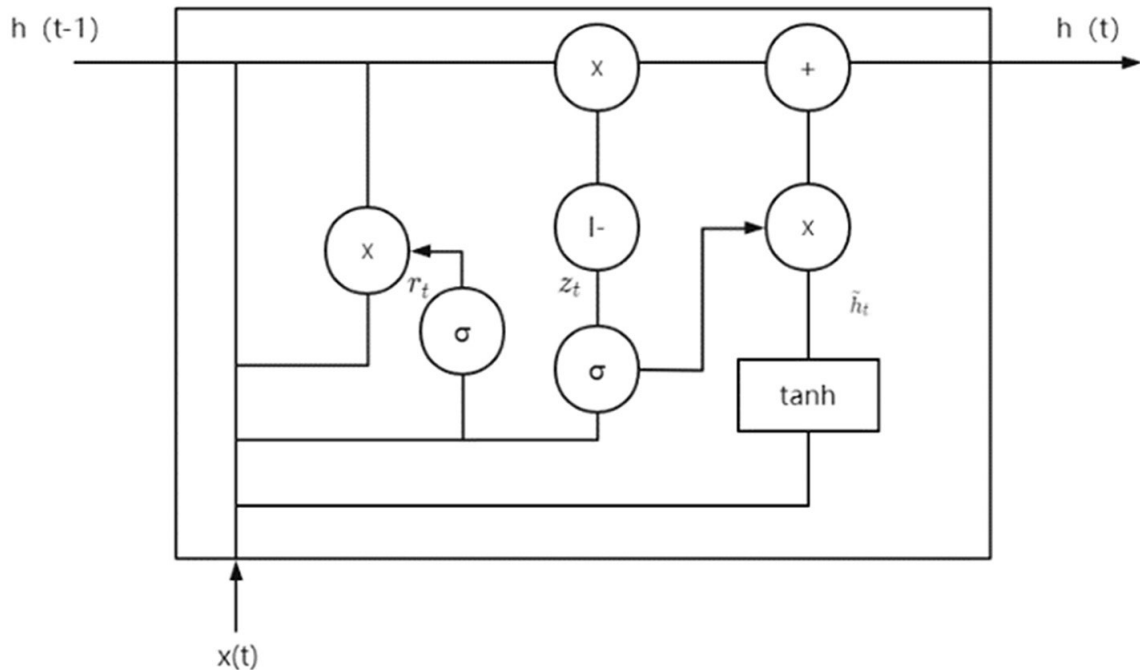 h (t-1)
h (t)
x
+
x
r_t
σ
I-
z_t
σ
x
h̃_t
tanh
x(t)